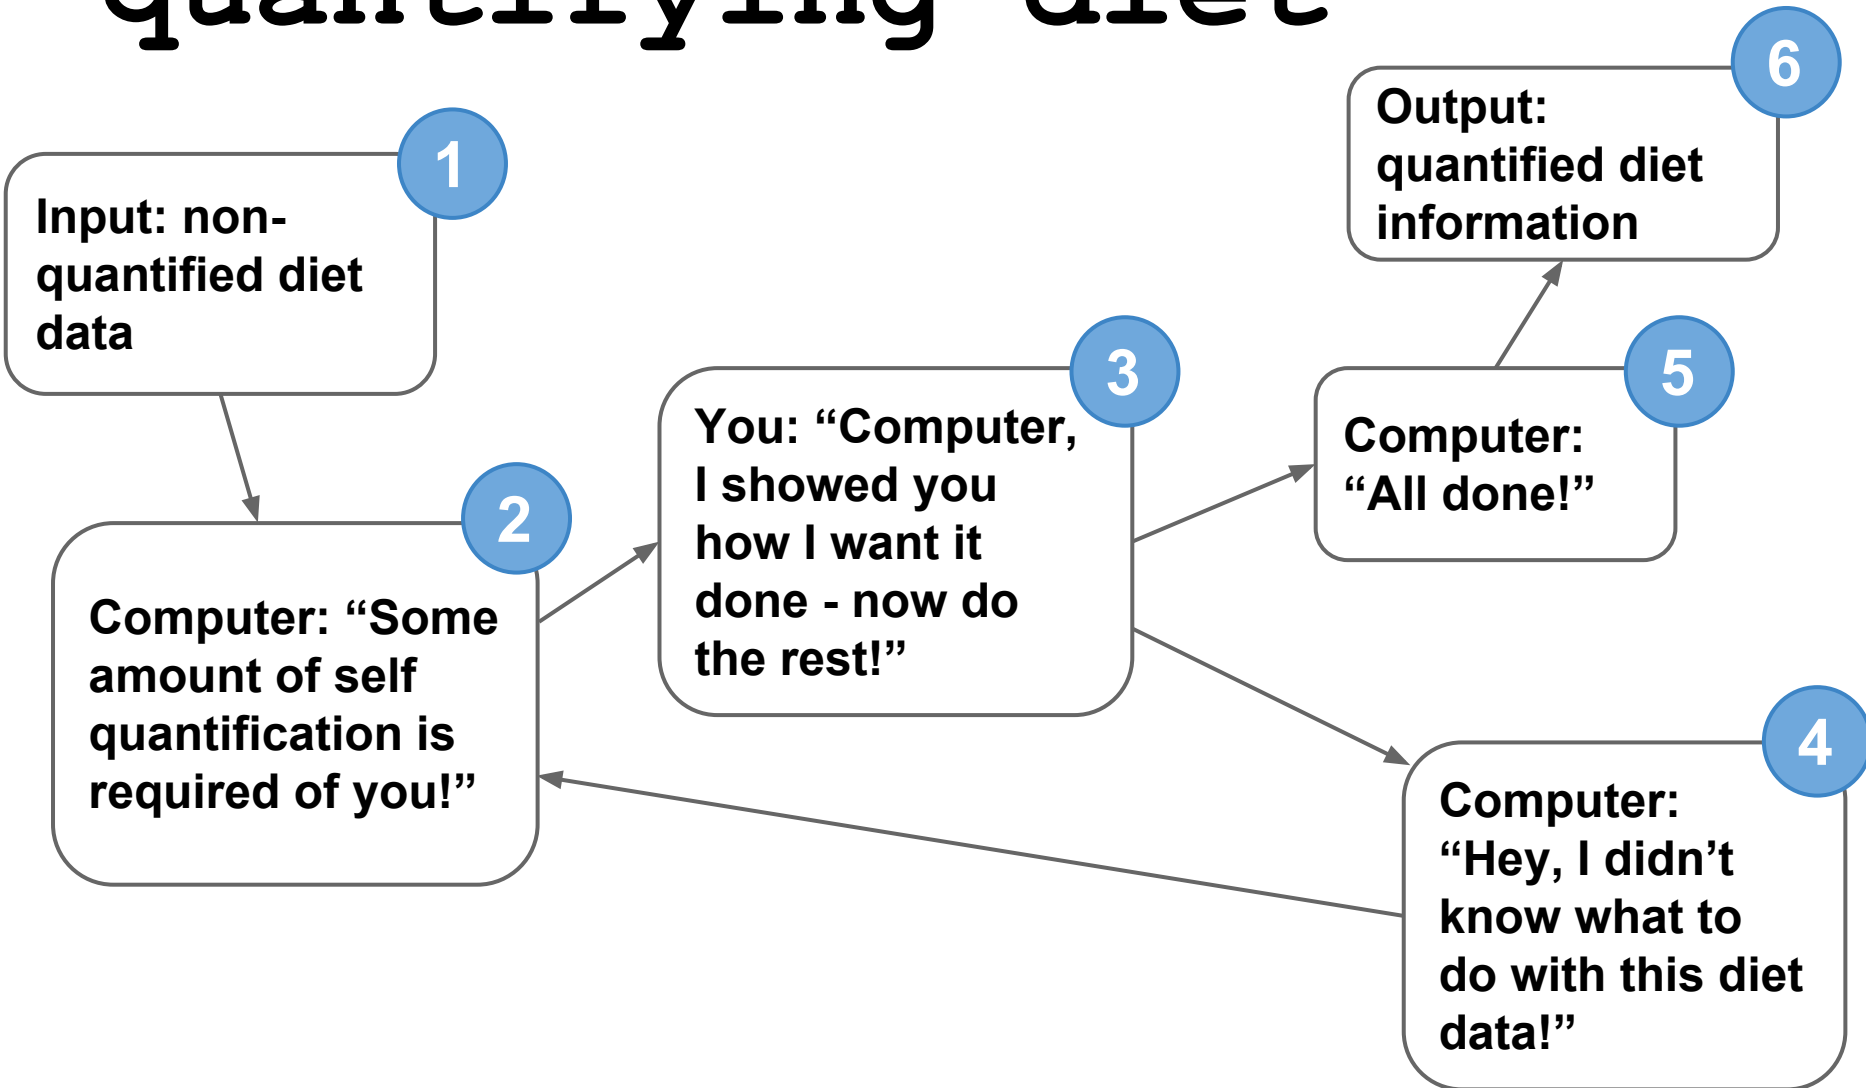 quantifying diet
1
Input: non-
quantified diet
data
2
Computer: “Some
amount of self
quantification is
required of you!”
3
You: “Computer,
I showed you
how I want it
done - now do
the rest!”
4
Computer:
“Hey, I didn’t
know what to
do with this diet
data!”
5
Computer:
“All done!”
6
Output:
quantified diet
information